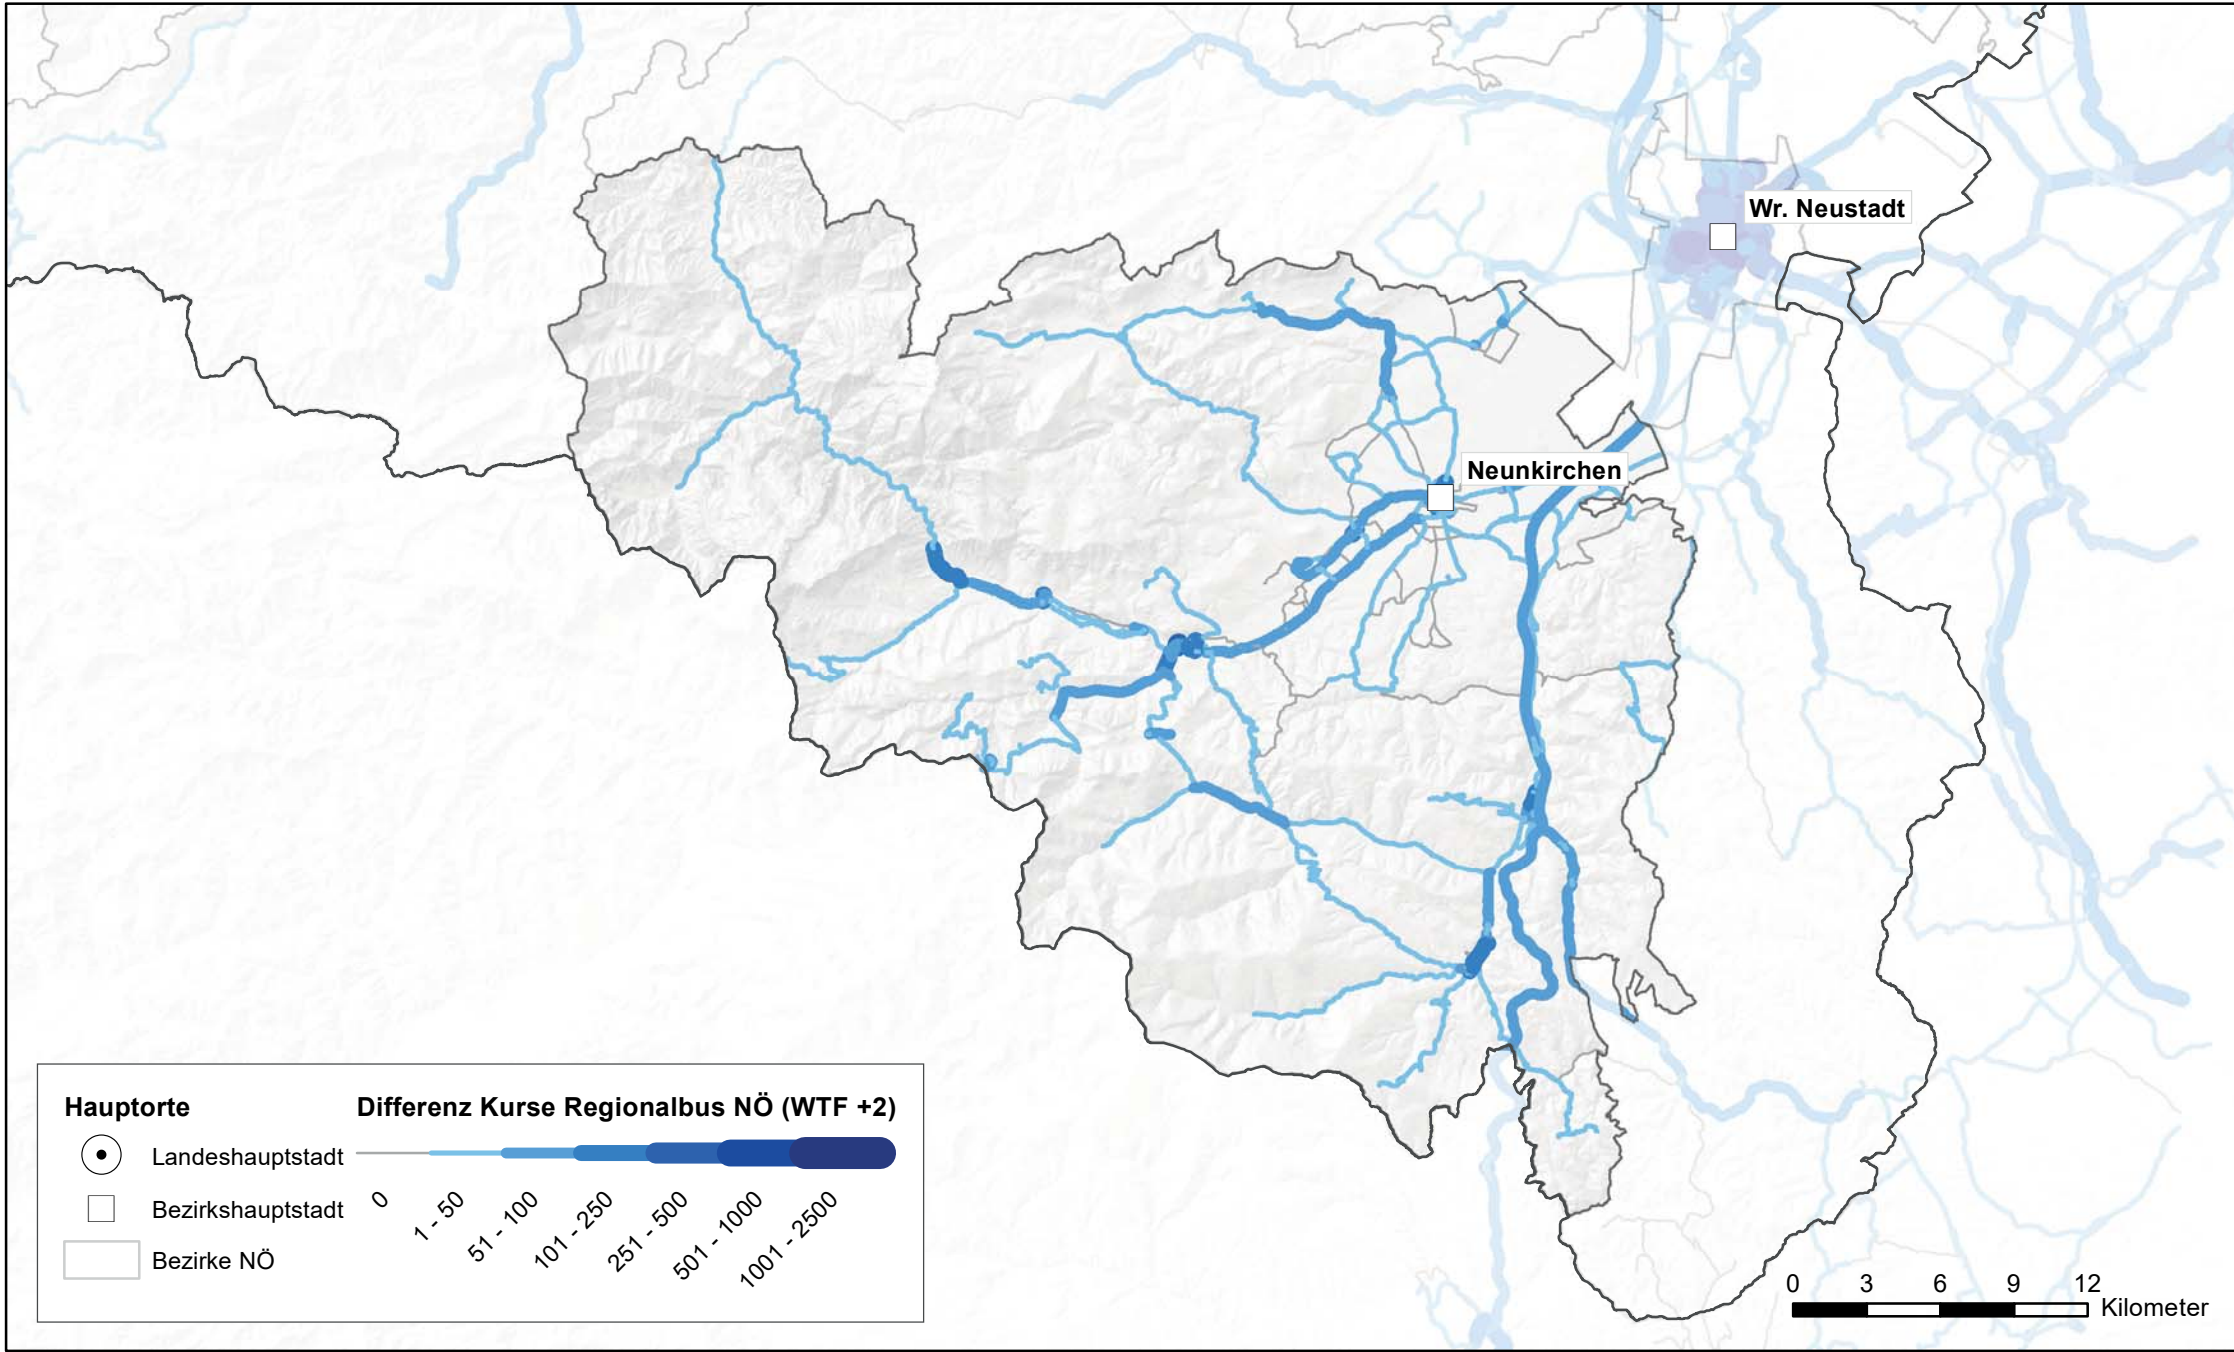 Wr. Neustadt
Neunkirchen
Hauptorte
Landeshauptstadt
Bezirkshauptstadt
Bezirke NÖ
Differenz Kurse Regionalbus NÖ (WTF +2)
0
1 - 50
51 - 100
101 - 250
251 - 500
501 - 1000
1001 - 2500
0 3 6 9 12
Kilometer